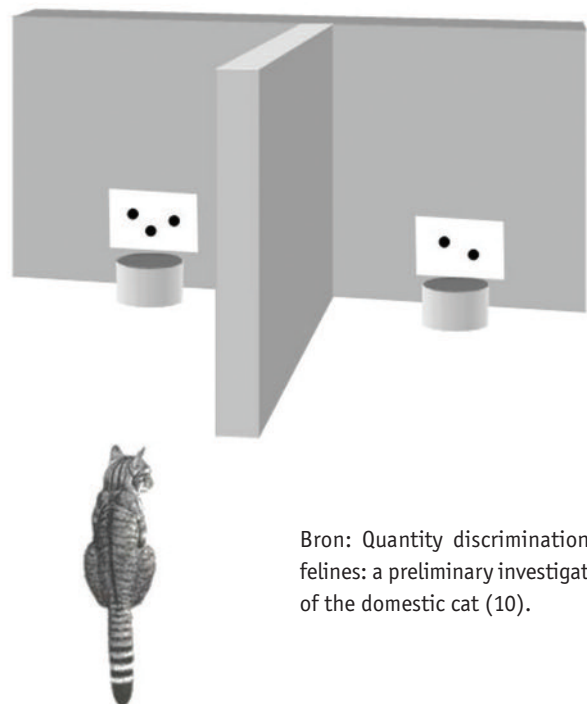 Bron: Quantity discrimination
felines: a preliminary investigat
of the domestic cat (10).